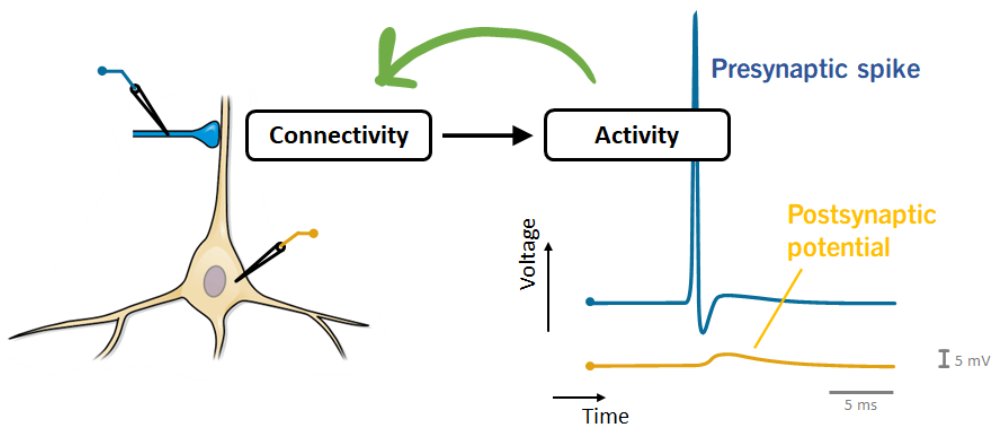 Presynaptic spike
Connectivity
Activity
Postsynaptic
potential
Voltage
5 mV
5 ms
Time